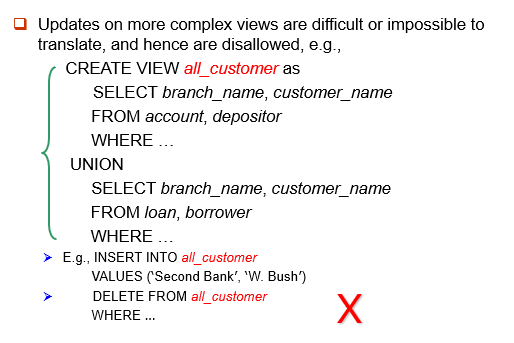 Updates on more complex views are difficult or impossible to
translate, and hence are disallowed, e.g.,
CREATE VIEW all_customer as
SELECT branch_name, customer_name
FROM account, depositor
WHERE …
UNION
SELECT branch_name, customer_name
FROM loan, borrower
WHERE …
E.g., INSERT INTO all_customer
VALUES (‘Second Bank’, ‘W. Bush’)
DELETE FROM all_customer
WHERE ...
X